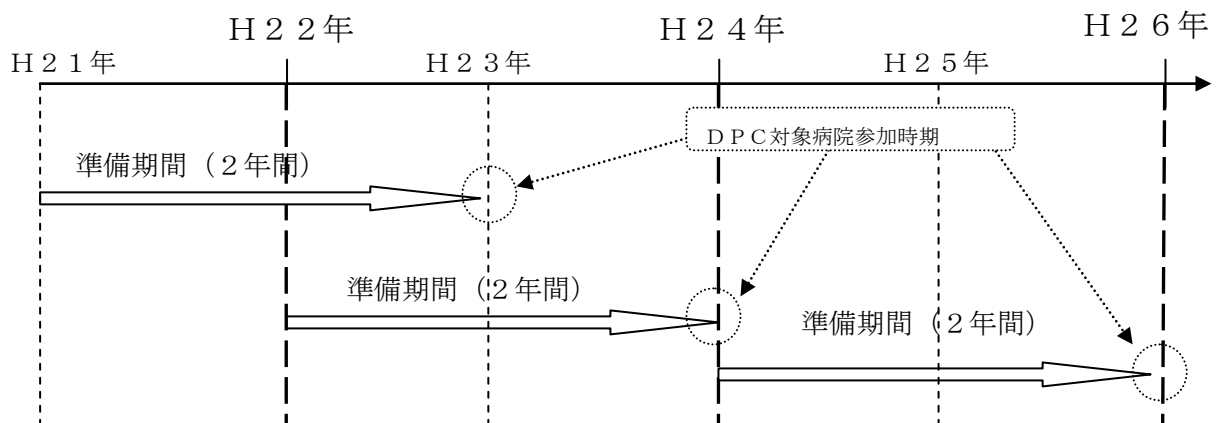 H22年
H24年
H26年
H21年
H23年
H25年
DPC対象病院参加時期
準備期間（2年間）
準備期間（2年間）
準備期間（2年間）